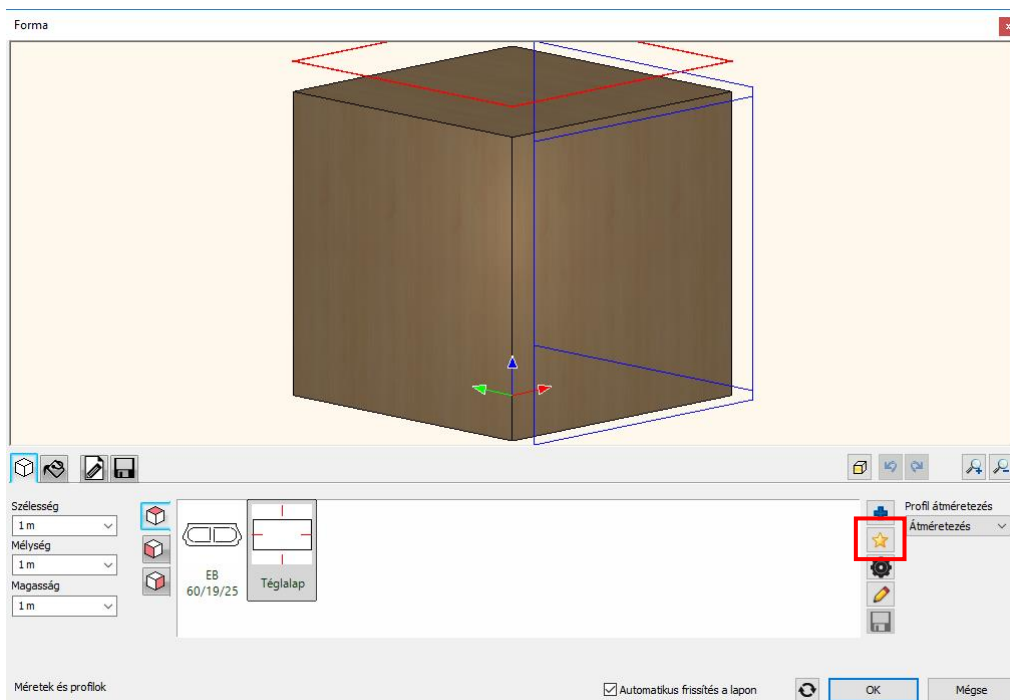 Forma
Szélesség
1 m
Mélység
1 m
Magasság
1 m
EB
60/19/25
Téglalap
Profil átméretezés
Átméretezés
Méretek és profilok
Automatikus frissítés a lapon
OK
Mégse